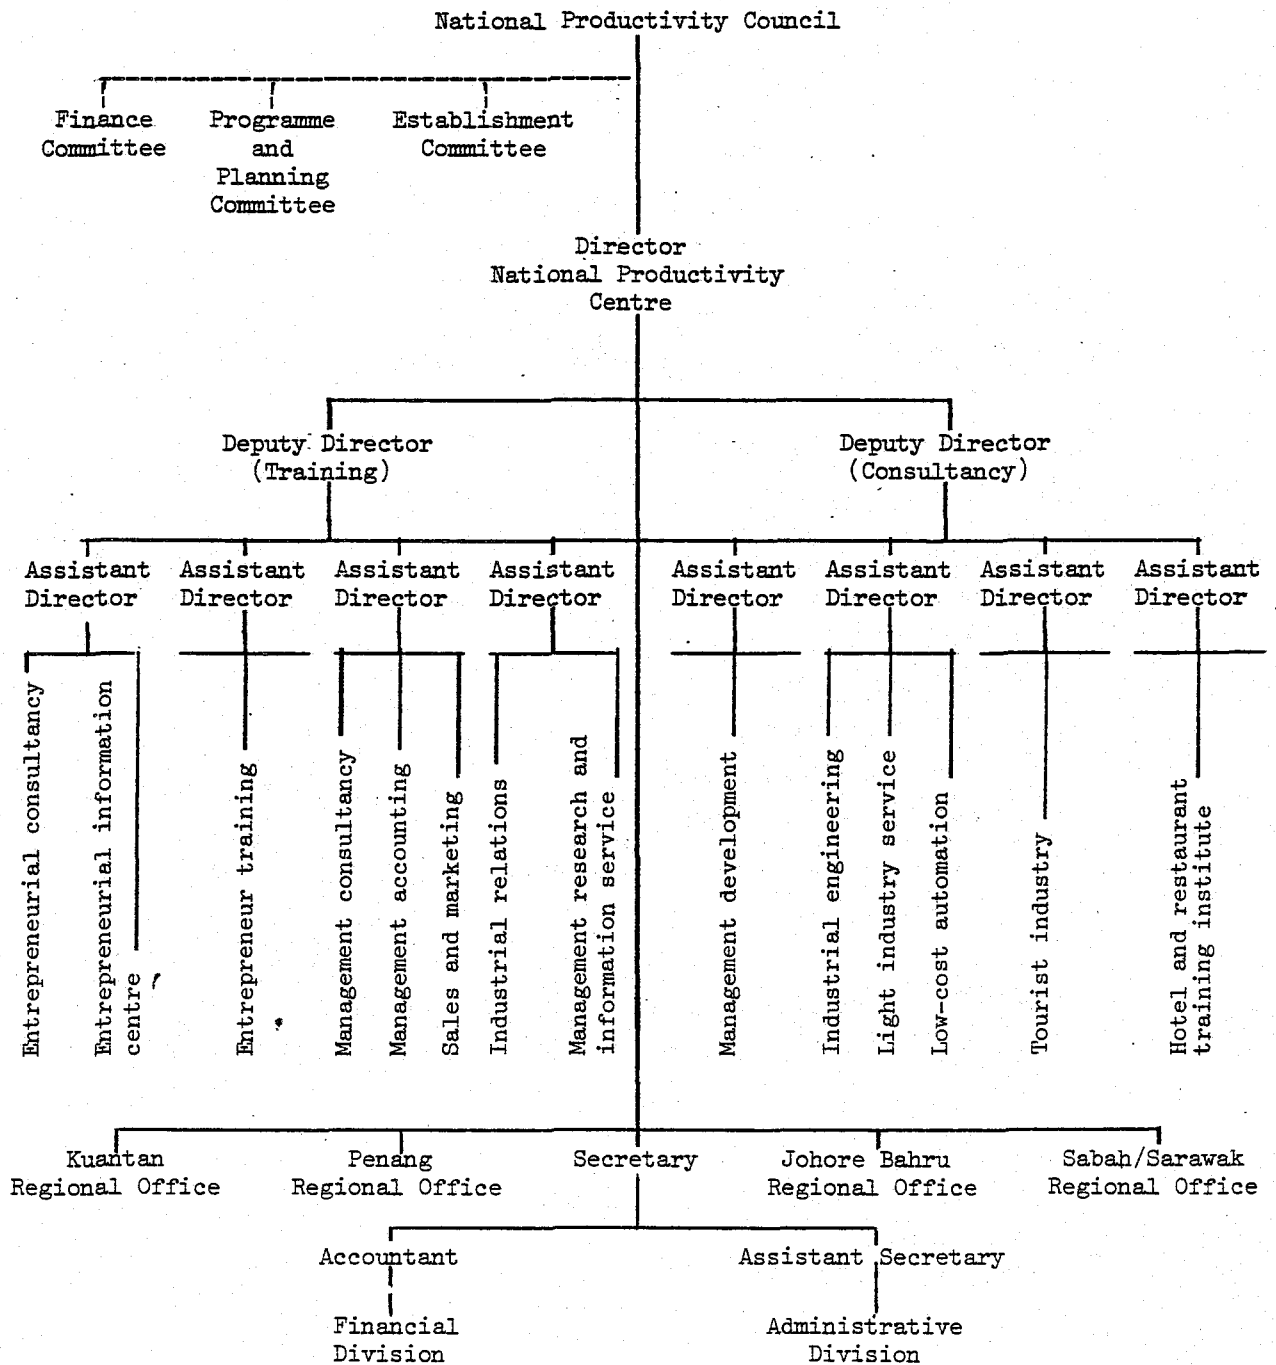 National Productivity Council
Finance
Committee
Programme
and
Planning
Committee
Establishment
Committee
Director
National Productivity
Centre
Deputy Director
(Training)
Deputy Director
(Consultancy)
Assistant
Director
Assistant
Director
Assistant
Director
Assistant
Director
Assistant
Director
Assistant
Director
Assistant
Director
Assistant
Director
Entrepreneurial consultancy
Entrepreneurial information
centre
Entrepreneur training
Management consultancy
Management accounting
Sales and marketing
Industrial relations
Management research and
information service
Management development
Industrial engineering
Light industry service
Low-cost automation
Tourist industry
Hotel and restaurant
training institute
Kuantan
Regional Office
Penang
Regional Office
Secretary
Johore Bahru
Regional Office
Sabah/Sarawak
Regional Office
Accountant
Assistant Secretary
Financial
Division
Administrative
Division